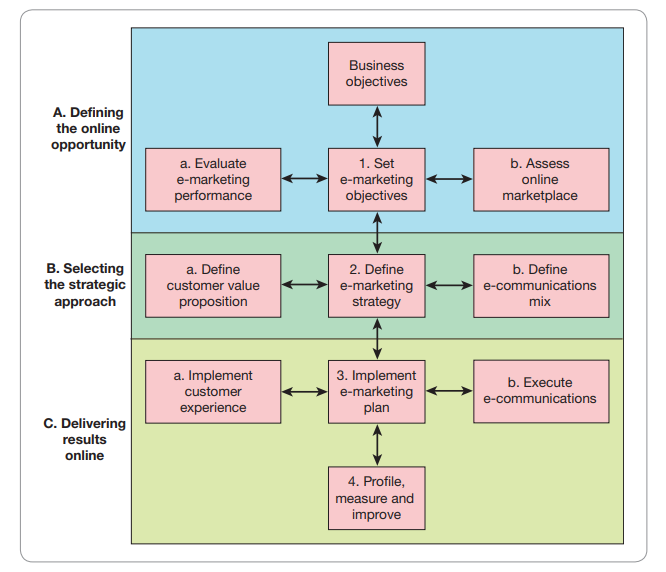 Business
objectives
A. Defining
the online
opportunity
a. Evaluate
e-marketing
performance
1. Set
e-marketing
objectives
b. Assess
online
marketplace
B. Selecting
the strategic
approach
a. Define
customer value
proposition
2. Define
e-marketing
strategy
b. Define
e-communications
mix
a. Implement
customer
experience
3. Implement
e-marketing
plan
b. Execute
e-communications
C. Delivering
results
online
4. Profile,
measure and
improve